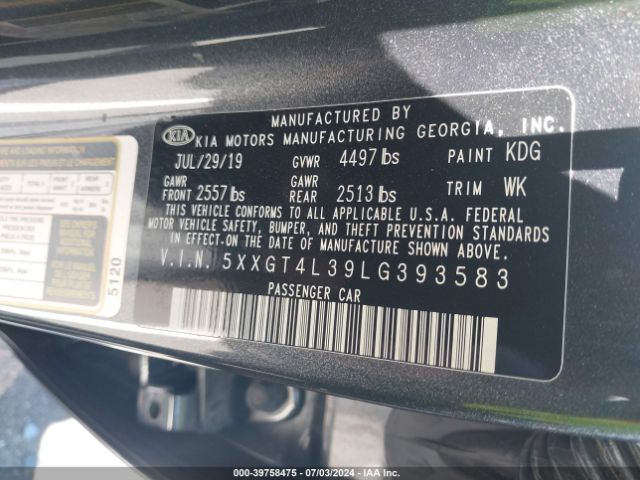 MANUFACTURED BY
KIA KIA MOTORS MANUFACTURING GEORGIA, INC.
JUL/29/19 GVWR 4497 lbs PAINT KDG
GAWR FRONT 2557 lbs GAWR REAR 2513 lbs TRIM WK
THIS VEHICLE CONFORMS TO ALL APPLICABLE U.S.A. FEDERAL
MOTOR VEHICLE SAFETY, BUMPER, AND THEFT PREVENTION STANDARDS
IN EFFECT ON THE DATE OF MANUFACTURE SHOWN ABOVE.
V.I.N. 5XXGT4L39LG393583
PASSENGER CAR
5120
000-39758475 - 07/03/2024 - IAA Inc.